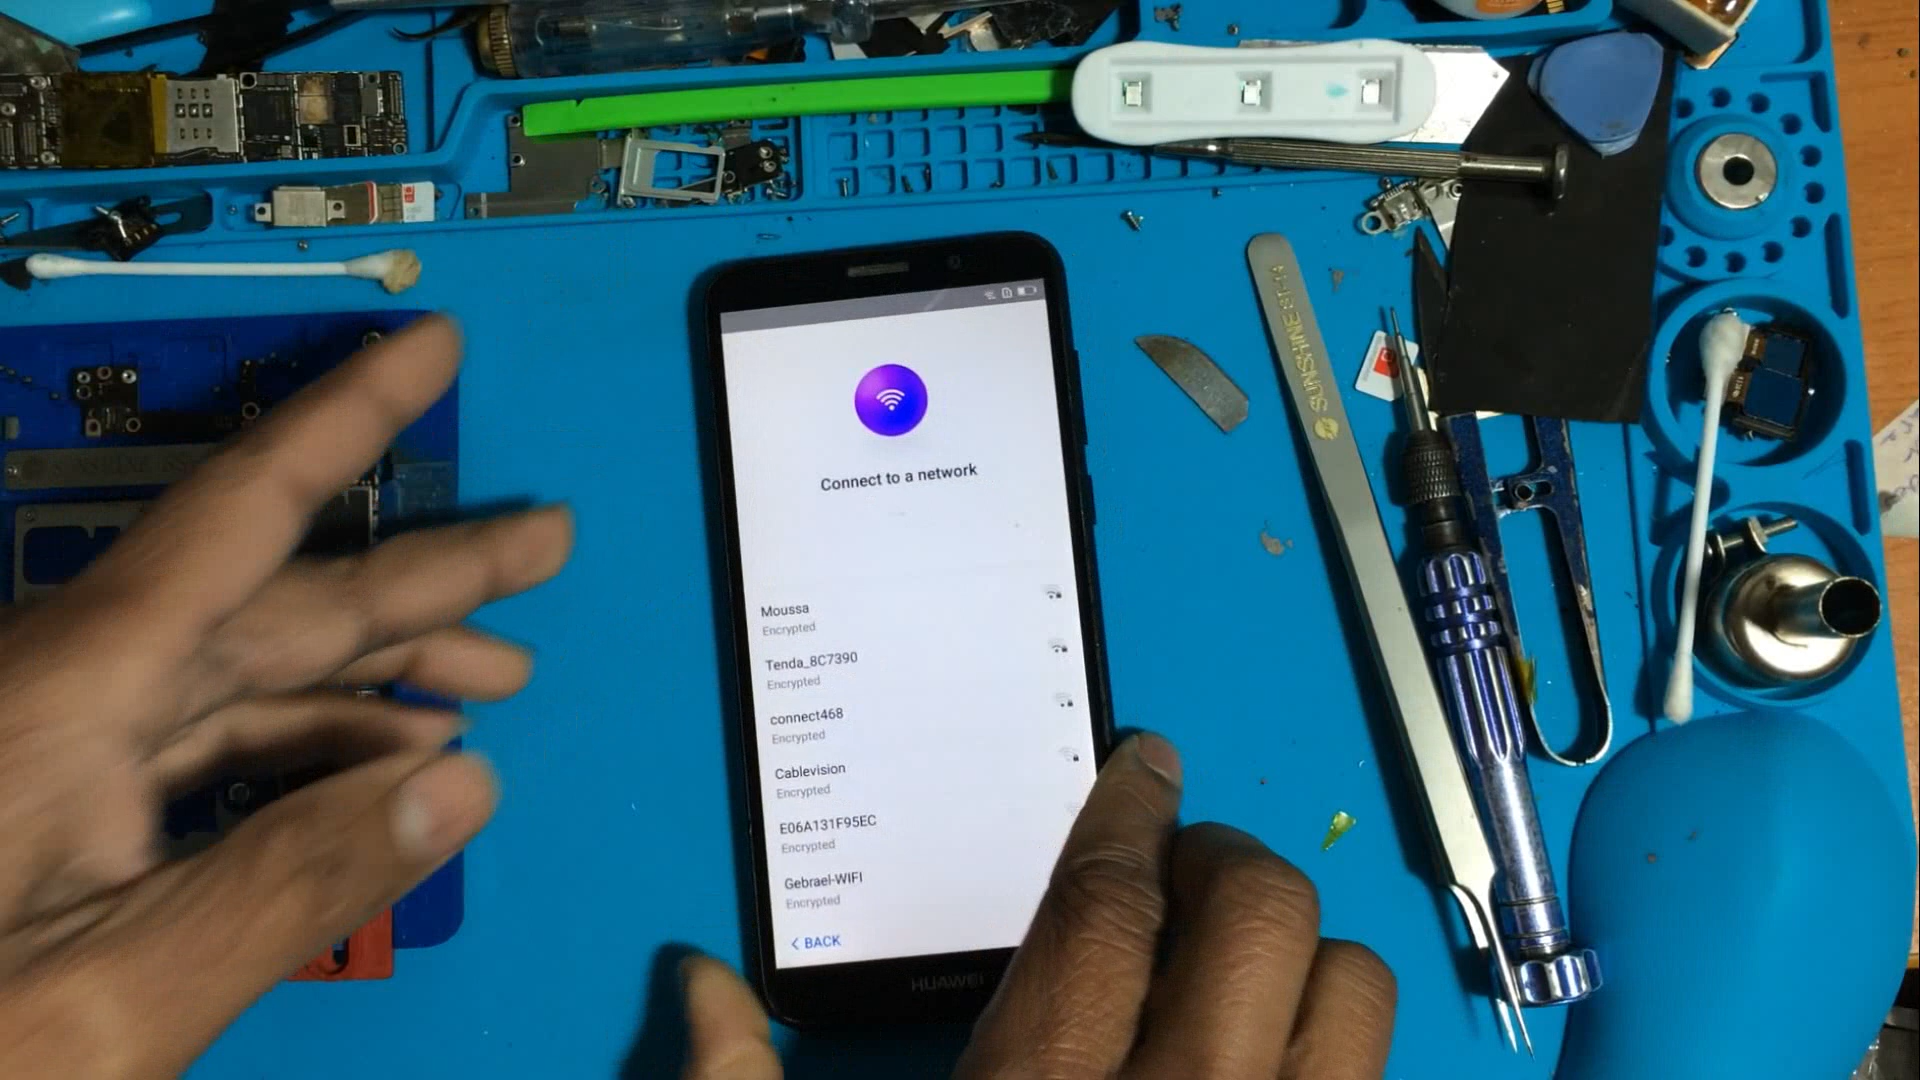 Connect to a network
Moussa
Encrypted
Tenda_8C7390
Encrypted
connect468
Encrypted
Cablevision
Encrypted
E06A131F95EC
Encrypted
Gebrael-WIFI
Encrypted
< BACK
HUAWEI
SUNSHINE